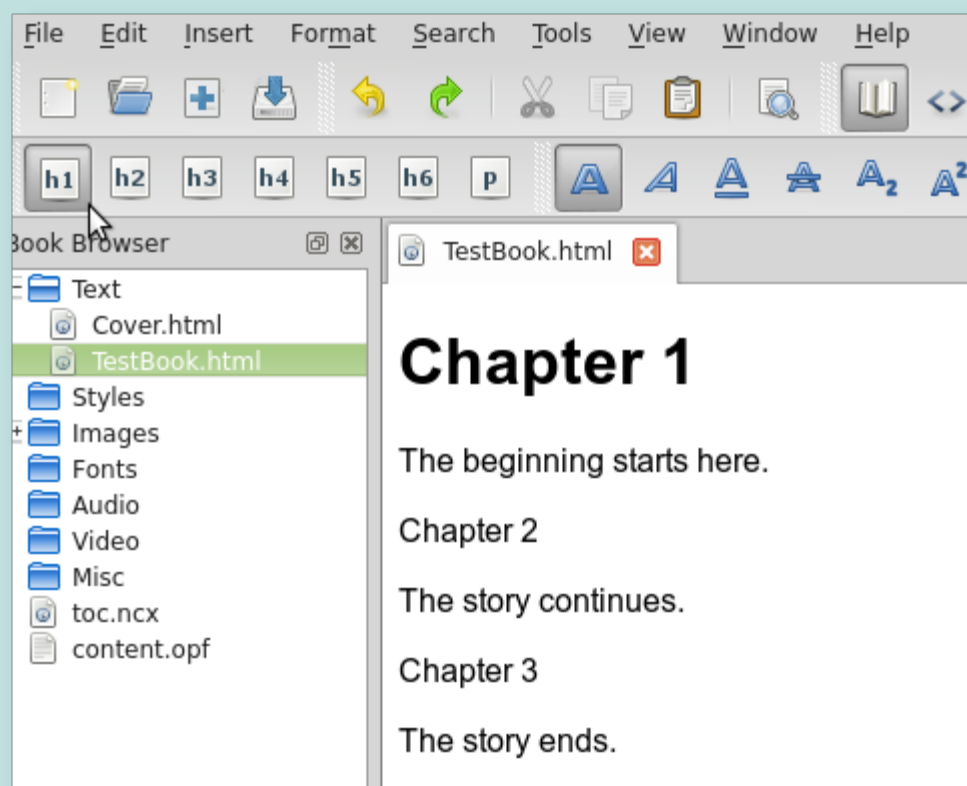 File Edit Insert Format Search Tools View Window Help
h1 h2 h3 h4 h5 h6 p A A A A A2 A2
Book Browser
TestBook.html
Text
Cover.html
TestBook.html
Styles
Images
Fonts
Audio
Video
Misc
toc.ncx
content.opf
Chapter 1
The beginning starts here.
Chapter 2
The story continues.
Chapter 3
The story ends.